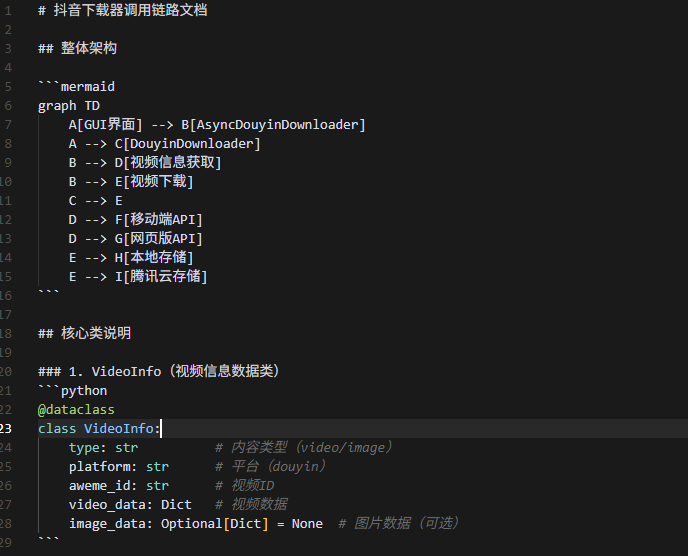 1 # 抖音下载器调用链路文档
2
3 ## 整体架构
4
5 ```mermaid
6 graph TD
7     A[GUI界面] --> B[AsyncDouyinDownloader]
8     A --> C[DouyinDownloader]
9     B --> D[视频信息获取]
10     B --> E[视频下载]
11     C --> E
12     D --> F[移动端API]
13     D --> G[网页版API]
14     E --> H[本地存储]
15     E --> I[腾讯云存储]
16 ```
17
18 ## 核心类说明
19
20 ### 1. VideoInfo（视频信息数据类）
21 ```python
22 @dataclass
23 class VideoInfo:
24     type: str          # 内容类型（video/image）
25     platform: str      # 平台（douyin）
26     aweme_id: str      # 视频ID
27     video_data: Dict   # 视频数据
28     image_data: Optional[Dict] = None  # 图片数据（可选）
29 ```